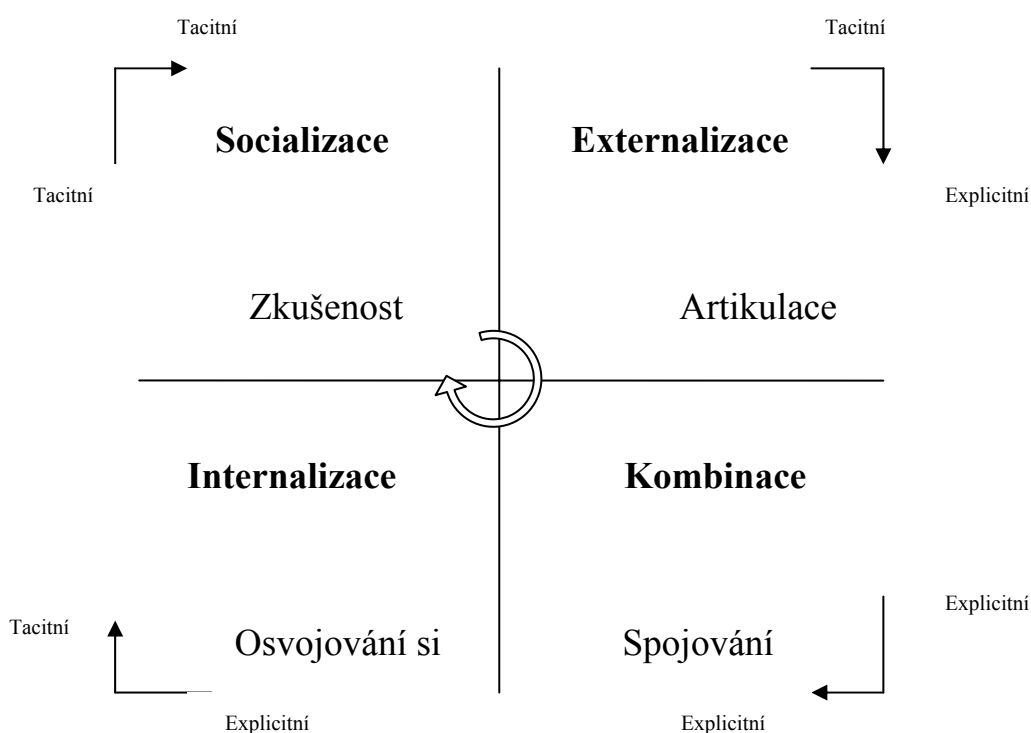 Tacitní
Tacitní
Socializace
Externalizace
Tacitní
Explicitní
Zkušenost
Artikulace
Internalizace
Kombinace
Explicitní
Tacitní
Osvojování si
Spojování
Explicitní
Explicitní